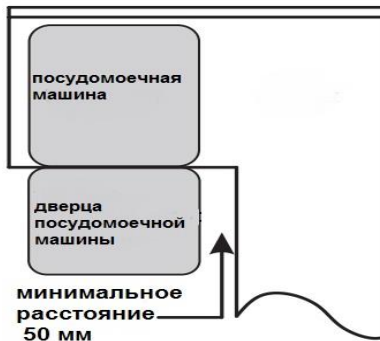 посудомоечная
машина
дверца
посудомоечной
машины
минимальное
расстояние
50 мм